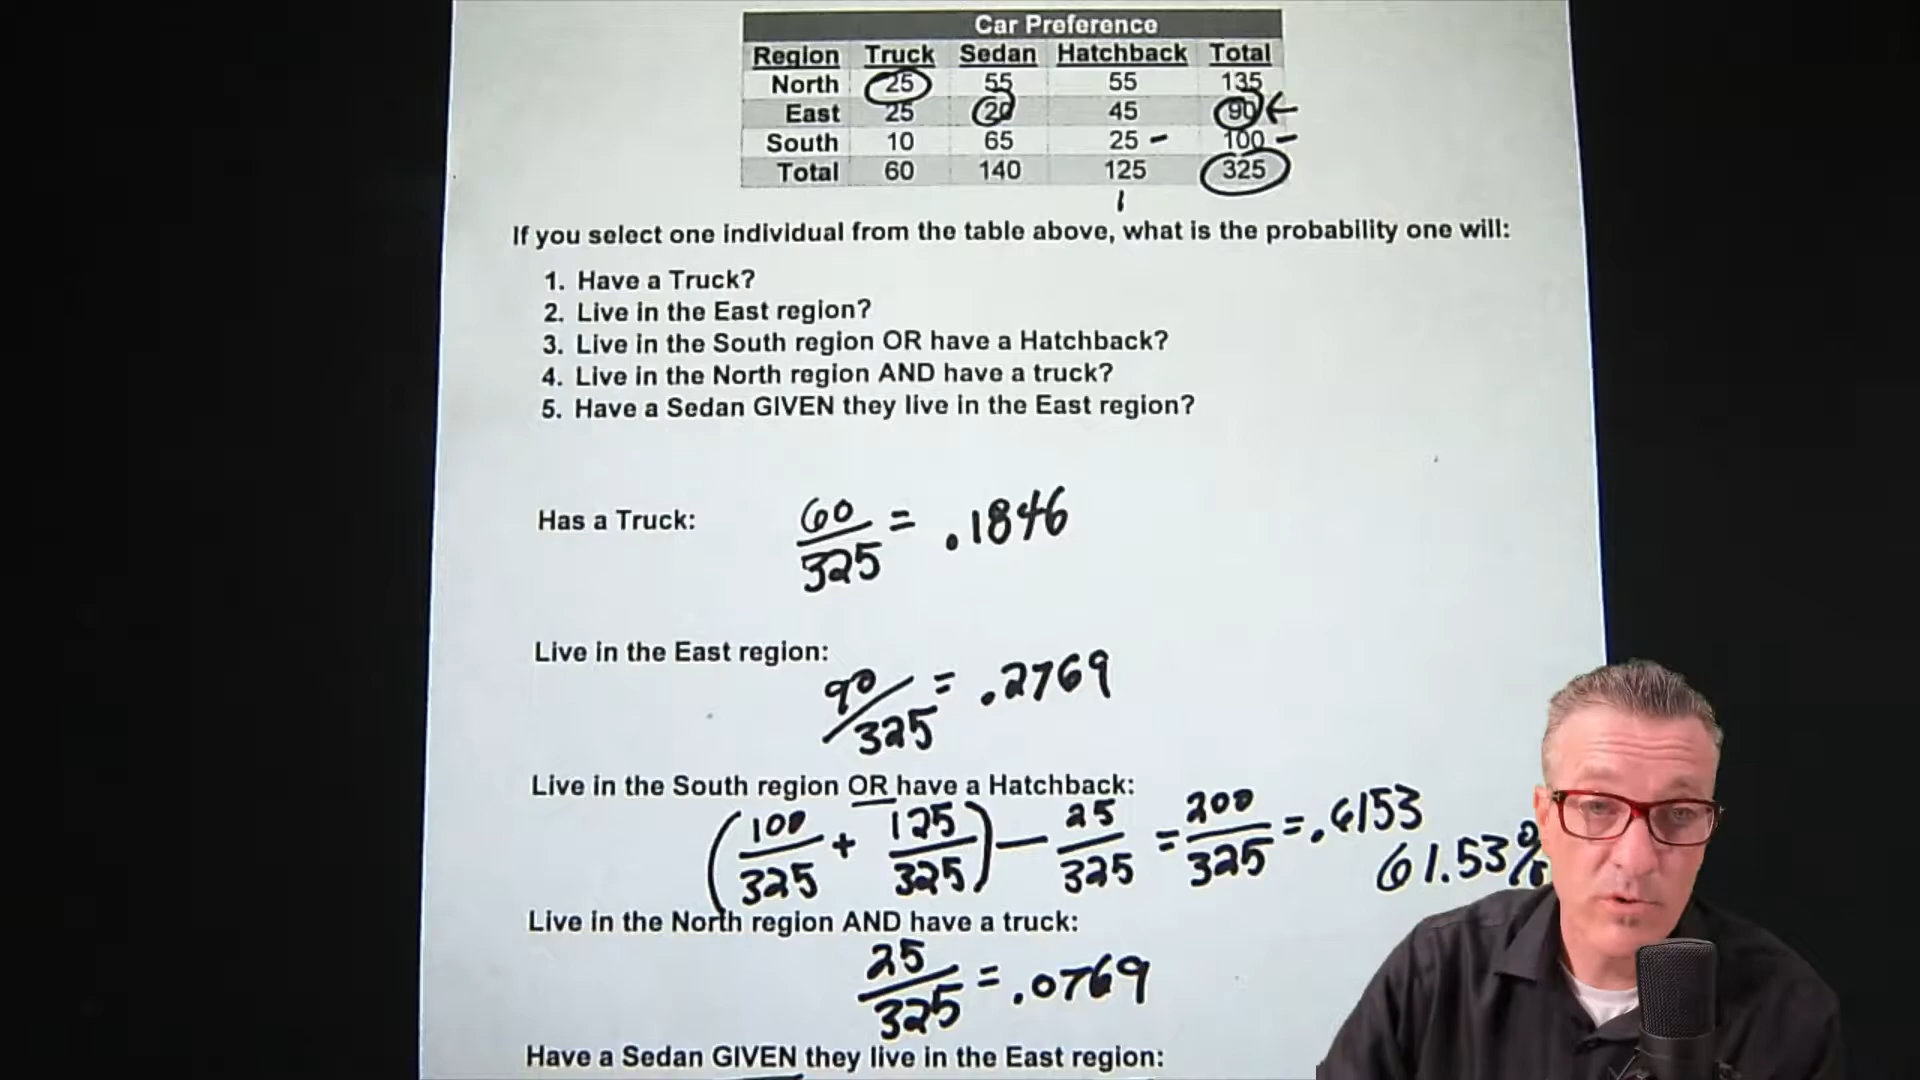 Car Preference
Region Truck Sedan Hatchback Total
North 25 55 55 135
East 25 20 45 90 ←
South 10 65 25 - 100 -
Total 60 140 125 325
If you select one individual from the table above, what is the probability one will:
1. Have a Truck?
2. Live in the East region?
3. Live in the South region OR have a Hatchback?
4. Live in the North region AND have a truck?
5. Have a Sedan GIVEN they live in the East region?
Has a Truck: 60/325 = .1846
Live in the East region:
90/325 = .2769
Live in the South region OR have a Hatchback:
(100/325 + 125/325) - 25/325 = 200/325 = .6153
61.53%
Live in the North region AND have a truck:
25/325 = .0769
Have a Sedan GIVEN they live in the East region: